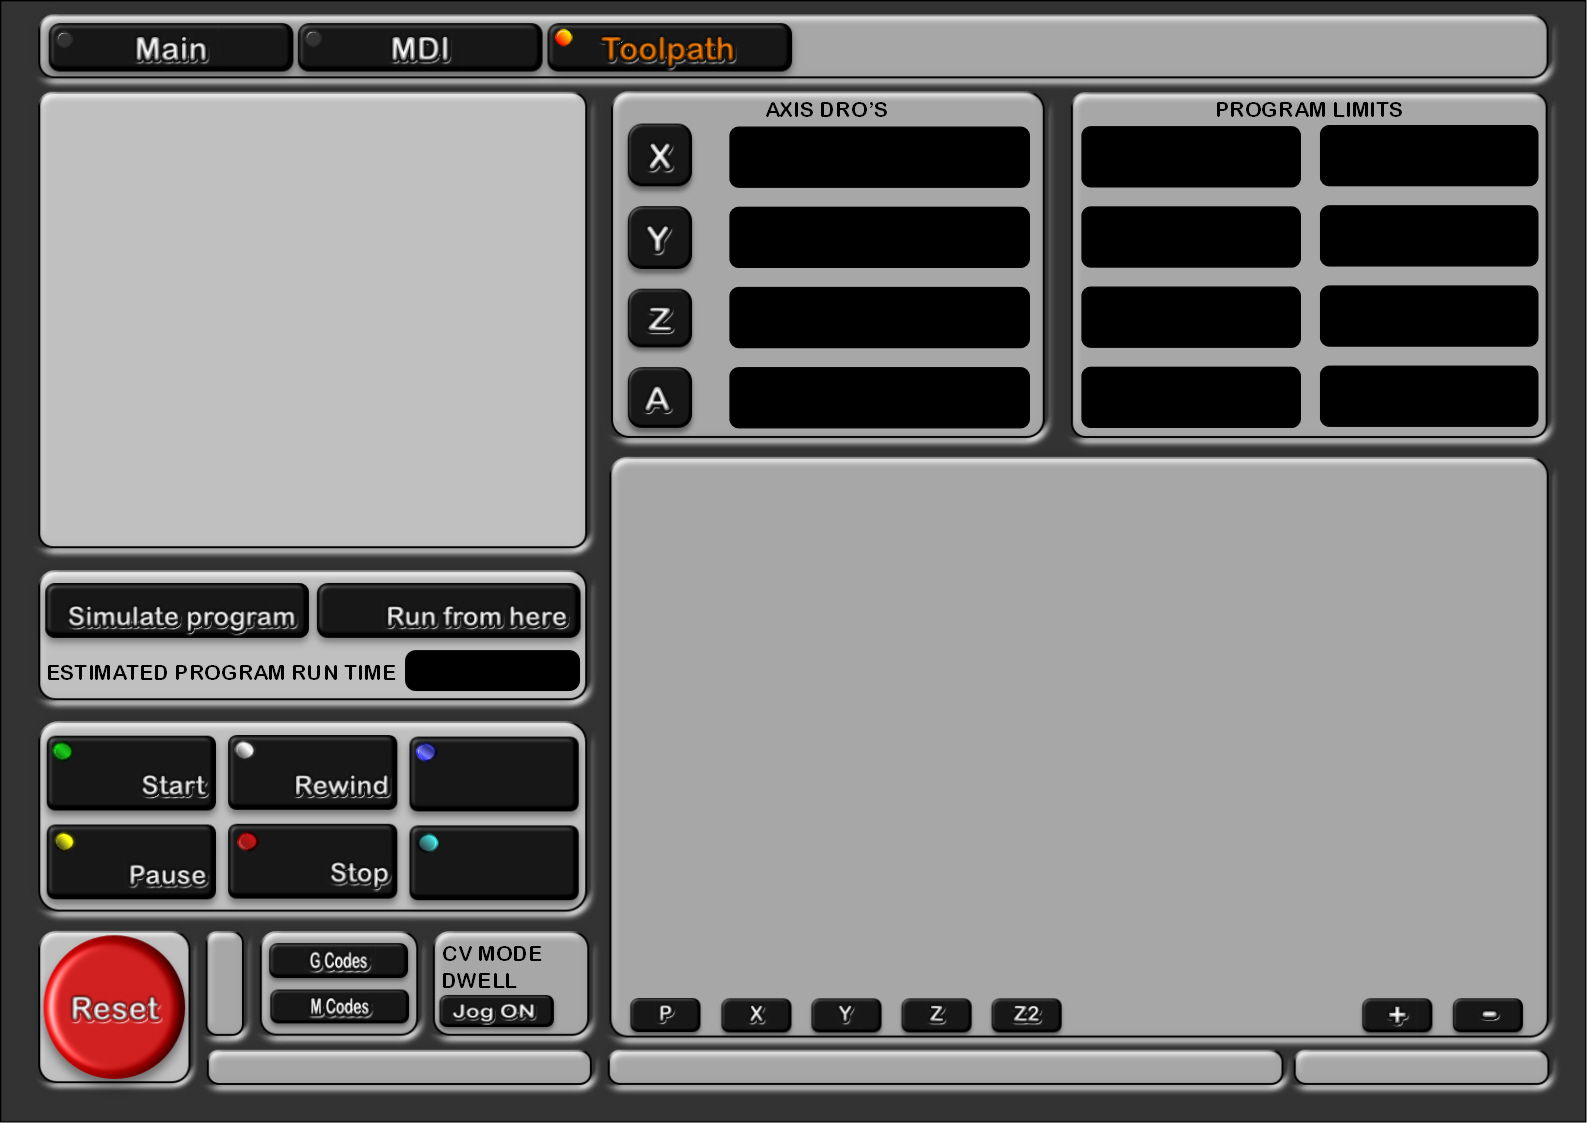 Main MDI Toolpath
AXIS DRO'S
PROGRAM LIMITS
X
Y
Z
A
Simulate program Run from here
ESTIMATED PROGRAM RUN TIME
Start Rewind
Pause Stop
Reset
G Codes
M Codes
CV MODE
DWELL
Jog ON
P X Y Z Z2 + -